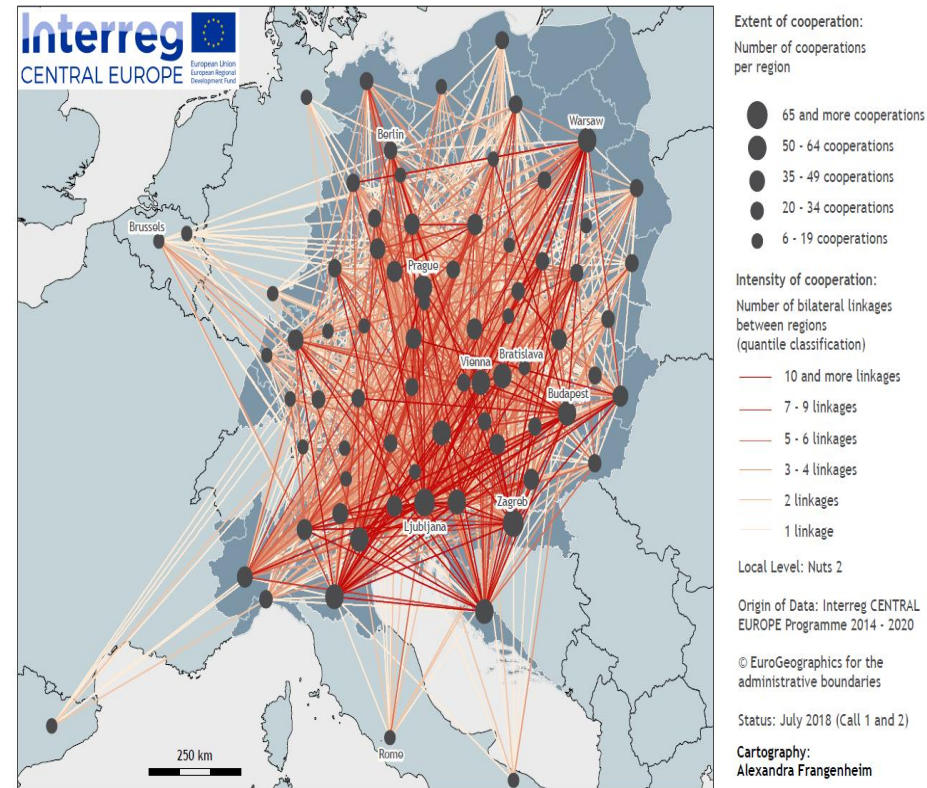 Interreg
CENTRAL EUROPE
European Union
European Regional
Development Fund
Berlin
Warsaw
Brussels
Prague
Vienna
Bratislava
Budapest
Zagreb
Ljubljana
Rome
250 km
Extent of cooperation:
Number of cooperations
per region
65 and more cooperations
50 - 64 cooperations
35 - 49 cooperations
20 - 34 cooperations
6 - 19 cooperations
Intensity of cooperation:
Number of bilateral linkages
between regions
(quantile classification)
10 and more linkages
7 - 9 linkages
5 - 6 linkages
3 - 4 linkages
2 linkages
1 linkage
Local Level: Nuts 2
Origin of Data: Interreg CENTRAL
EUROPE Programme 2014 - 2020
© EuroGeographics for the
administrative boundaries
Status: July 2018 (Call 1 and 2)
Cartography:
Alexandra Frangenheim